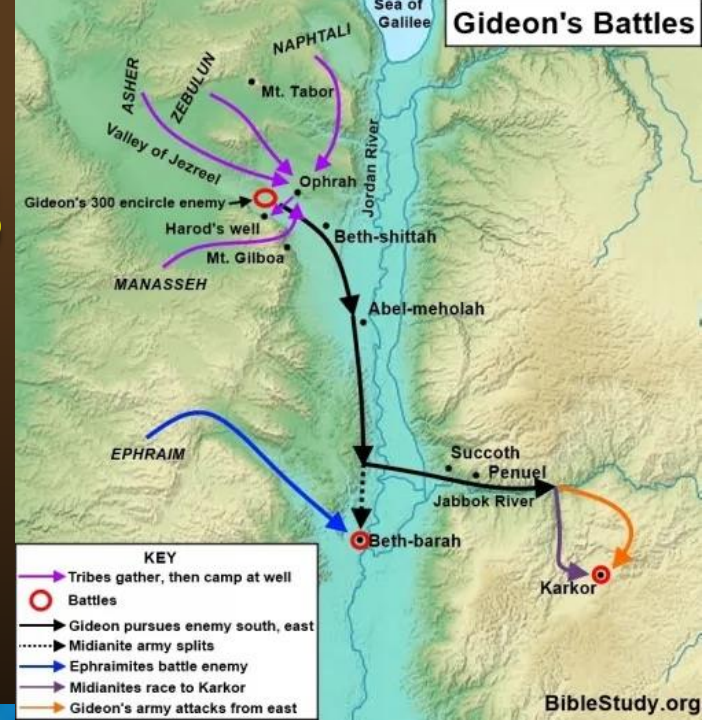 Sea of
Galilee
Gideon's Battles
NAPHTALI
ASHER
ZEBULUN
Mt. Tabor
Valley of Jezreel
Jordan River
Ophrah
Gideon's 300 encircle enemy
Harod's well
Beth-shittah
Mt. Gilboa
MANASSEH
Abel-meholah
EPHRAIM
Succoth
Penuel
Jabbok River
Beth-barah
Karkor
KEY
Tribes gather, then camp at well
Battles
Gideon pursues enemy south, east
Midianite army splits
Ephraimites battle enemy
Midianites race to Karkor
Gideon's army attacks from east
BibleStudy.org